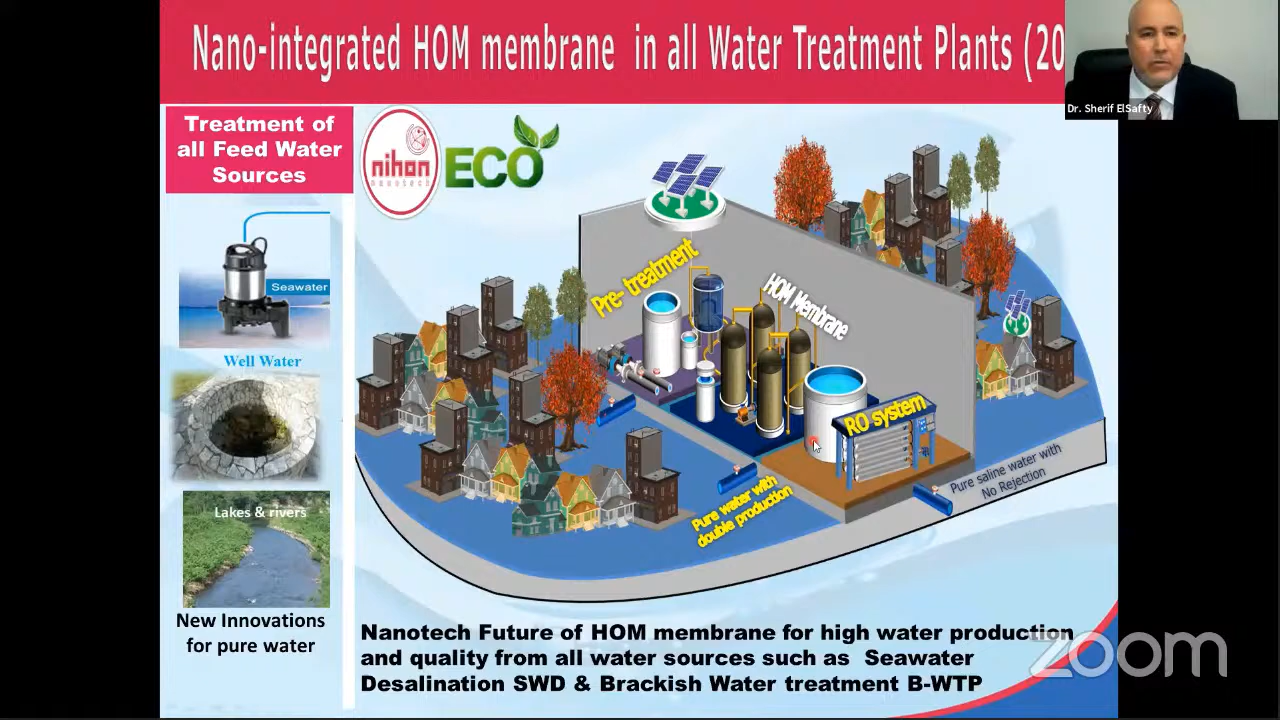 Nano-integrated HOM membrane in all Water Treatment Plants (20
Dr. Sherif ElSafty
Treatment of
all Feed Water
Sources
nihon
nanotech
ECO
Seawater
Well Water
Lakes & rivers
New Innovations
for pure water
Pre- treatment
HOM Membrane
RO system
Pure water with
double production
Pure saline water with
No Rejection
Nanotech Future of HOM membrane for high water production
and quality from all water sources such as Seawater
Desalination SWD & Brackish Water treatment B-WTP
zoom